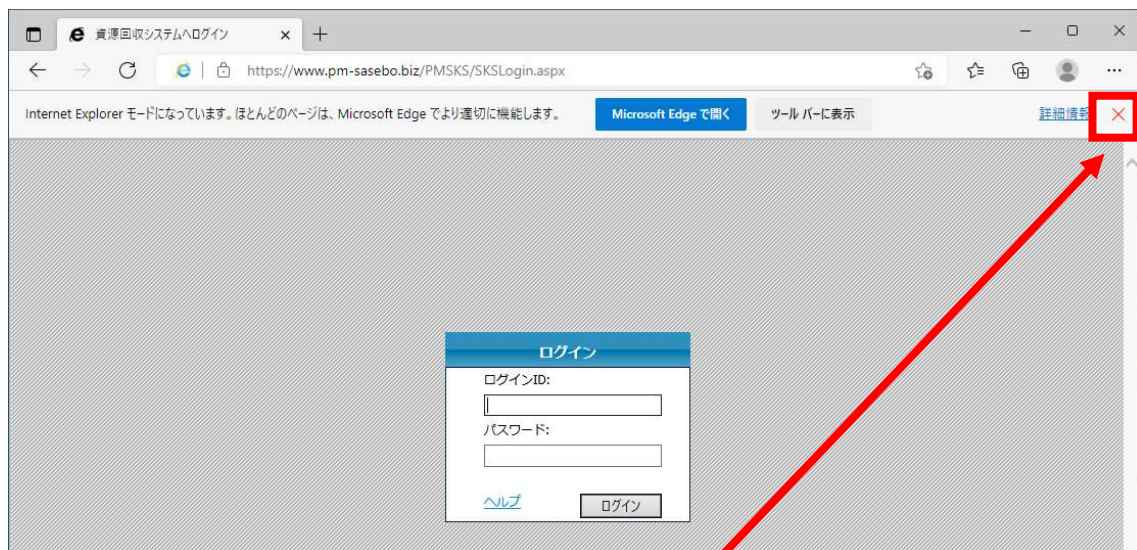 資源回収システムへログイン
https://www.pm-sasebo.biz/PMSKS/SKSLogin.aspx
Internet Explorer モードになっています。ほとんどのページは、Microsoft Edge でより適切に機能します。 Microsoft Edge で開く ツール バーに表示 詳細情報
ログイン
ログインID:
パスワード:
ヘルプ ログイン